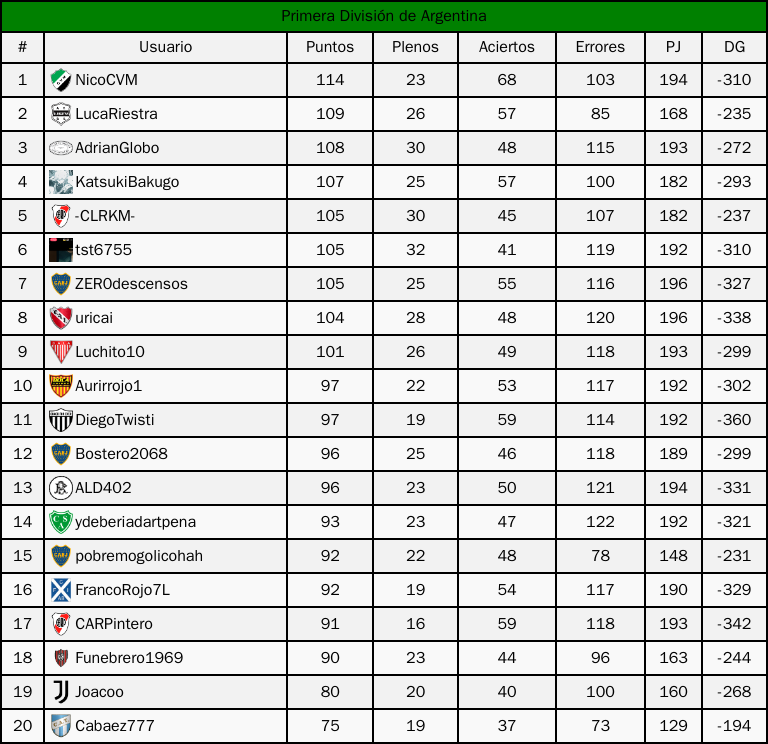 Primera División de Argentina
# Usuario Puntos Plenos Aciertos Errores PJ DG
1 NicoCVM 114 23 68 103 194 -310
2 LucaRiestra 109 26 57 85 168 -235
3 AdrianGlobo 108 30 48 115 193 -272
4 KatsukiBakugo 107 25 57 100 182 -293
5 -CLRKM- 105 30 45 107 182 -237
6 tst6755 105 32 41 119 192 -310
7 ZER0descensos 105 25 55 116 196 -327
8 uricai 104 28 48 120 196 -338
9 Luchito10 101 26 49 118 193 -299
10 Aurirrojo1 97 22 53 117 192 -302
11 DiegoTwisti 97 19 59 114 192 -360
12 Bostero2068 96 25 46 118 189 -299
13 ALD402 96 23 50 121 194 -331
14 ydeberiadartpena 93 23 47 122 192 -321
15 pobremogolicohah 92 22 48 78 148 -231
16 FrancoRojo7L 92 19 54 117 190 -329
17 CARPintero 91 16 59 118 193 -342
18 Funebrero1969 90 23 44 96 163 -244
19 Joacoo 80 20 40 100 160 -268
20 Cabaez777 75 19 37 73 129 -194